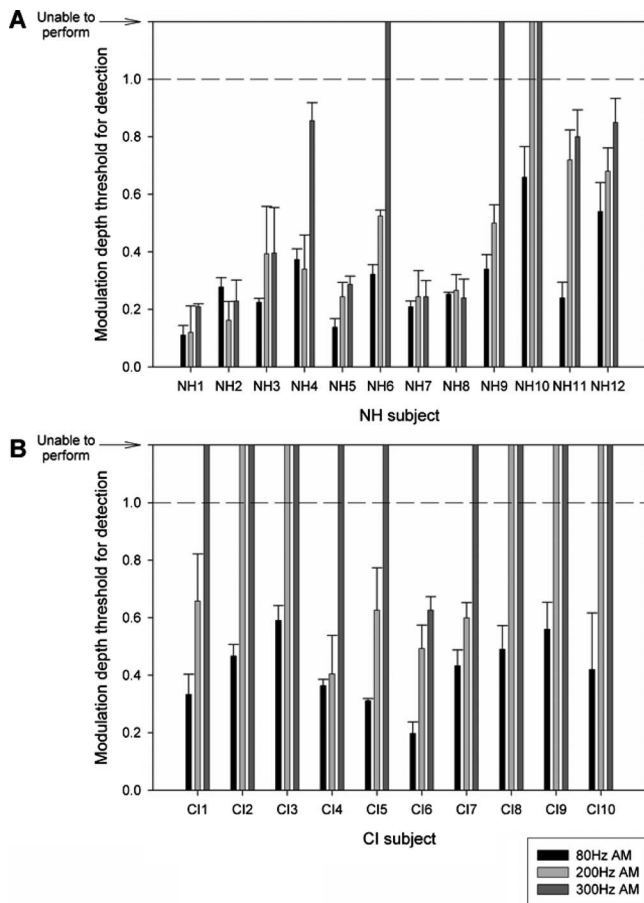 A
Unable to
perform
Modulation depth threshold for detection
1.0
0.8
0.6
0.4
0.2
0.0
NH1 NH2 NH3 NH4 NH5 NH6 NH7 NH8 NH9 NH10 NH11 NH12
NH subject
B
Unable to
perform
Modulation depth threshold for detection
1.0
0.8
0.6
0.4
0.2
0.0
CI1 CI2 CI3 CI4 CI5 CI6 CI7 CI8 CI9 CI10
CI subject
80Hz AM
200Hz AM
300Hz AM